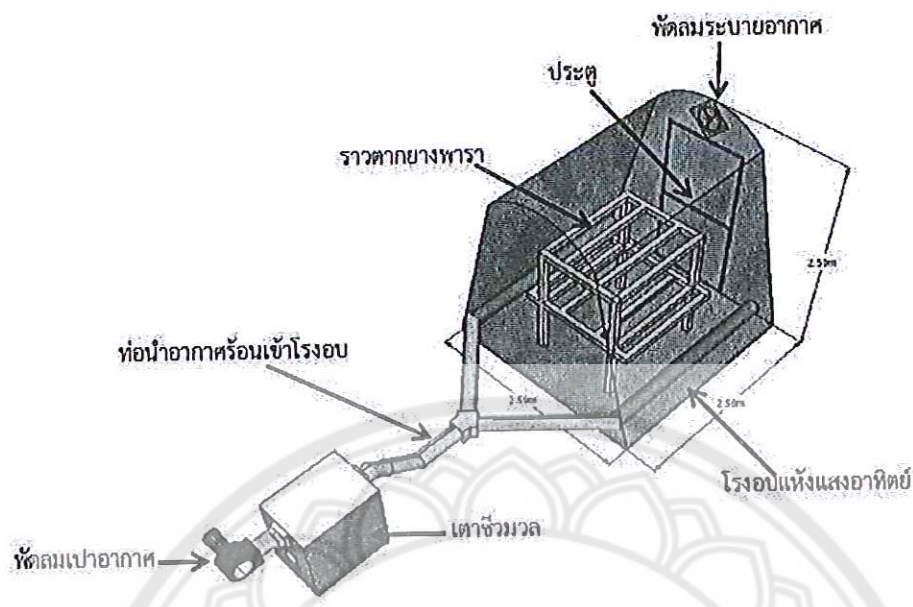 พัดลมระบายอากาศ
ประตู
ราวตากยางพารา
2.50m
ท่อนำอากาศร้อนเข้าโรงอบ
2.50m
2.50m
โรงอบแห้งแสงอาทิตย์
เตาชีวมวล
พัดลมเป่าอากาศ